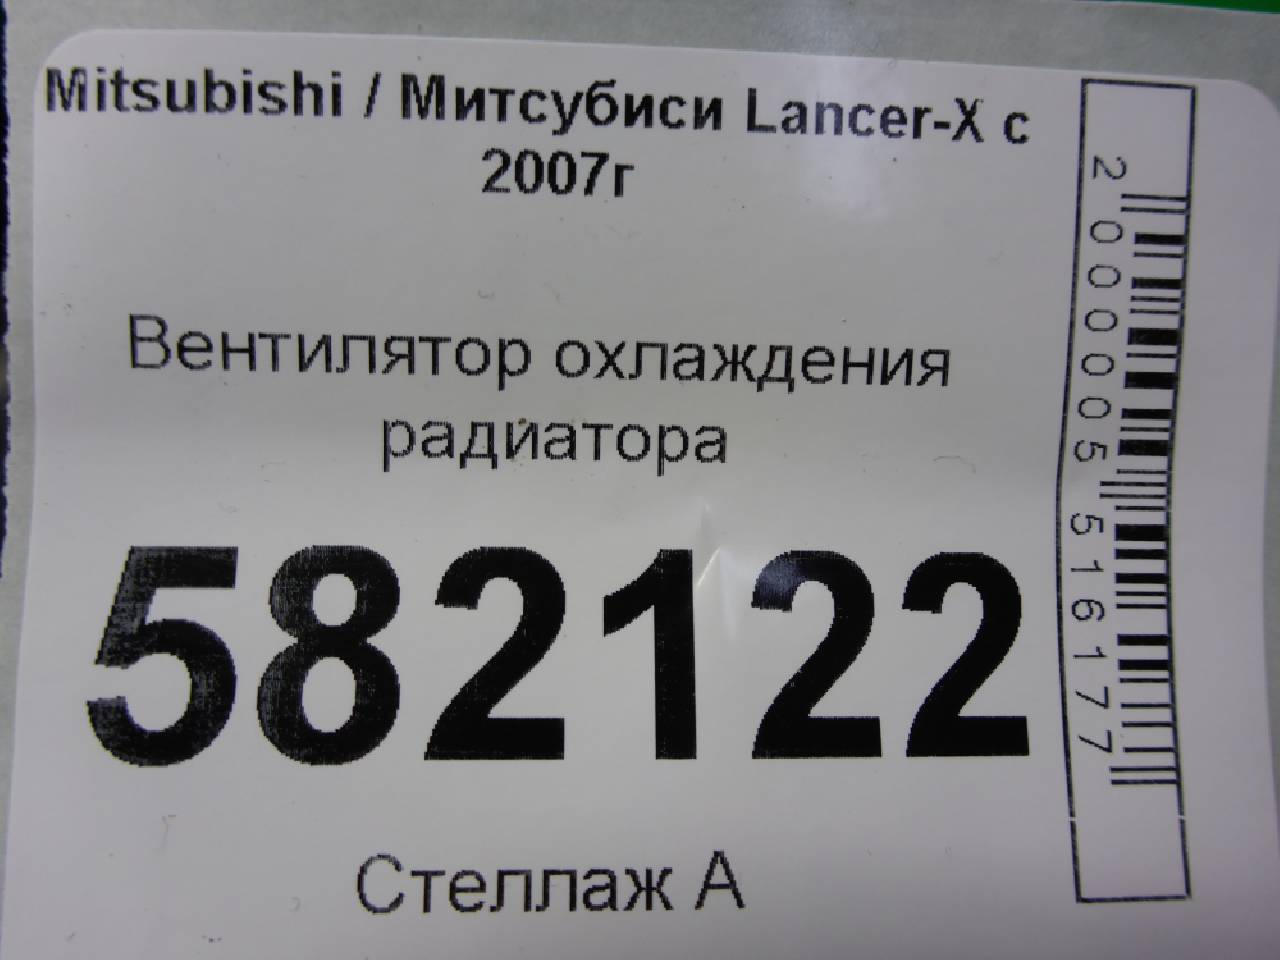 Mitsubishi / Митсубиси Lancer-X с
2007г
Вентилятор охлаждения
радиатора
582122
Стеллаж А
2000005516177